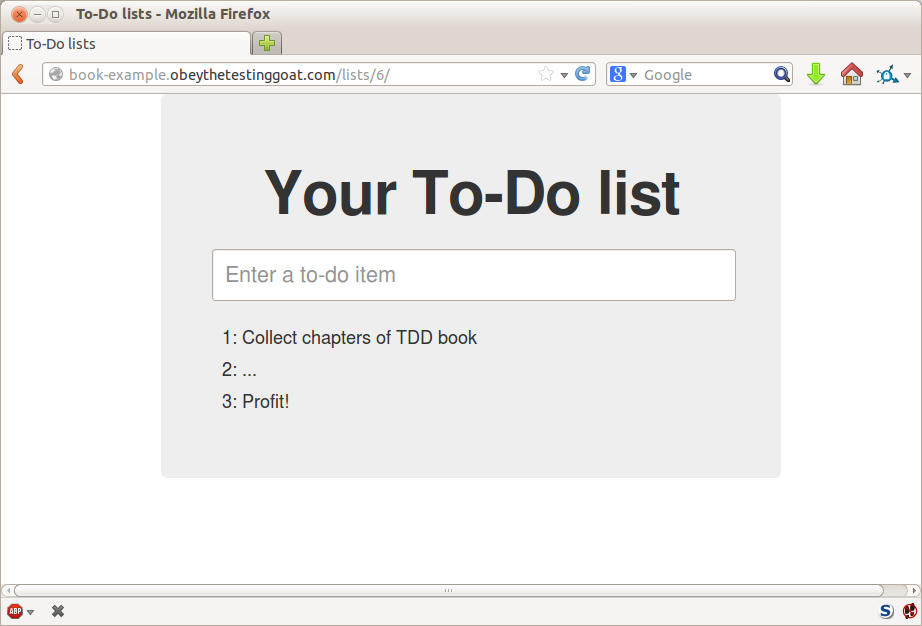 To-Do lists - Mozilla Firefox
To-Do lists
book-example.obeythetestinggoat.com/lists/6/
8 Google
Your To-Do list
Enter a to-do item
1: Collect chapters of TDD book
2: ...
3: Profit!
ABP
S